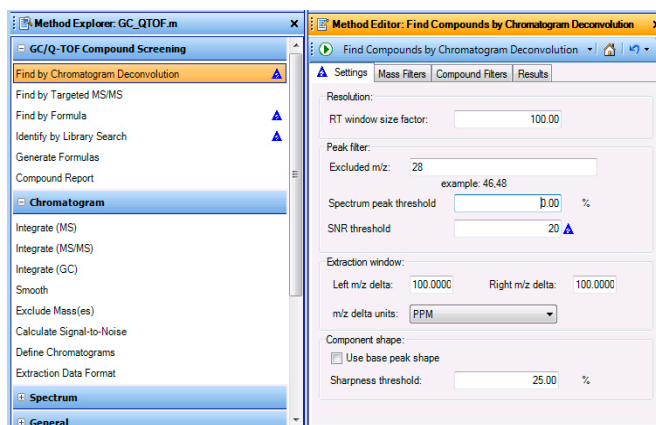 Method Explorer: GC_QTOF.m
GC/Q-TOF Compound Screening
Find by Chromatogram Deconvolution
Find by Targeted MS/MS
Find by Formula
Identify by Library Search
Generate Formulas
Compound Report
Chromatogram
Integrate (MS)
Integrate (MS/MS)
Integrate (GC)
Smooth
Exclude Mass(es)
Calculate Signal-to-Noise
Define Chromatograms
Extraction Data Format
Spectrum
General
Method Editor: Find Compounds by Chromatogram Deconvolution
Find Compounds by Chromatogram Deconvolution
Settings Mass Filters Compound Filters Results
Resolution:
RT window size factor: 100.00
Peak filter:
Excluded m/z: 28
example: 46,48
Spectrum peak threshold 0.00 %
SNR threshold 20
Extraction window:
Left m/z delta: 100.0000 Right m/z delta: 100.0000
m/z delta units: PPM
Component shape:
Use base peak shape
Sharpness threshold: 25.00 %